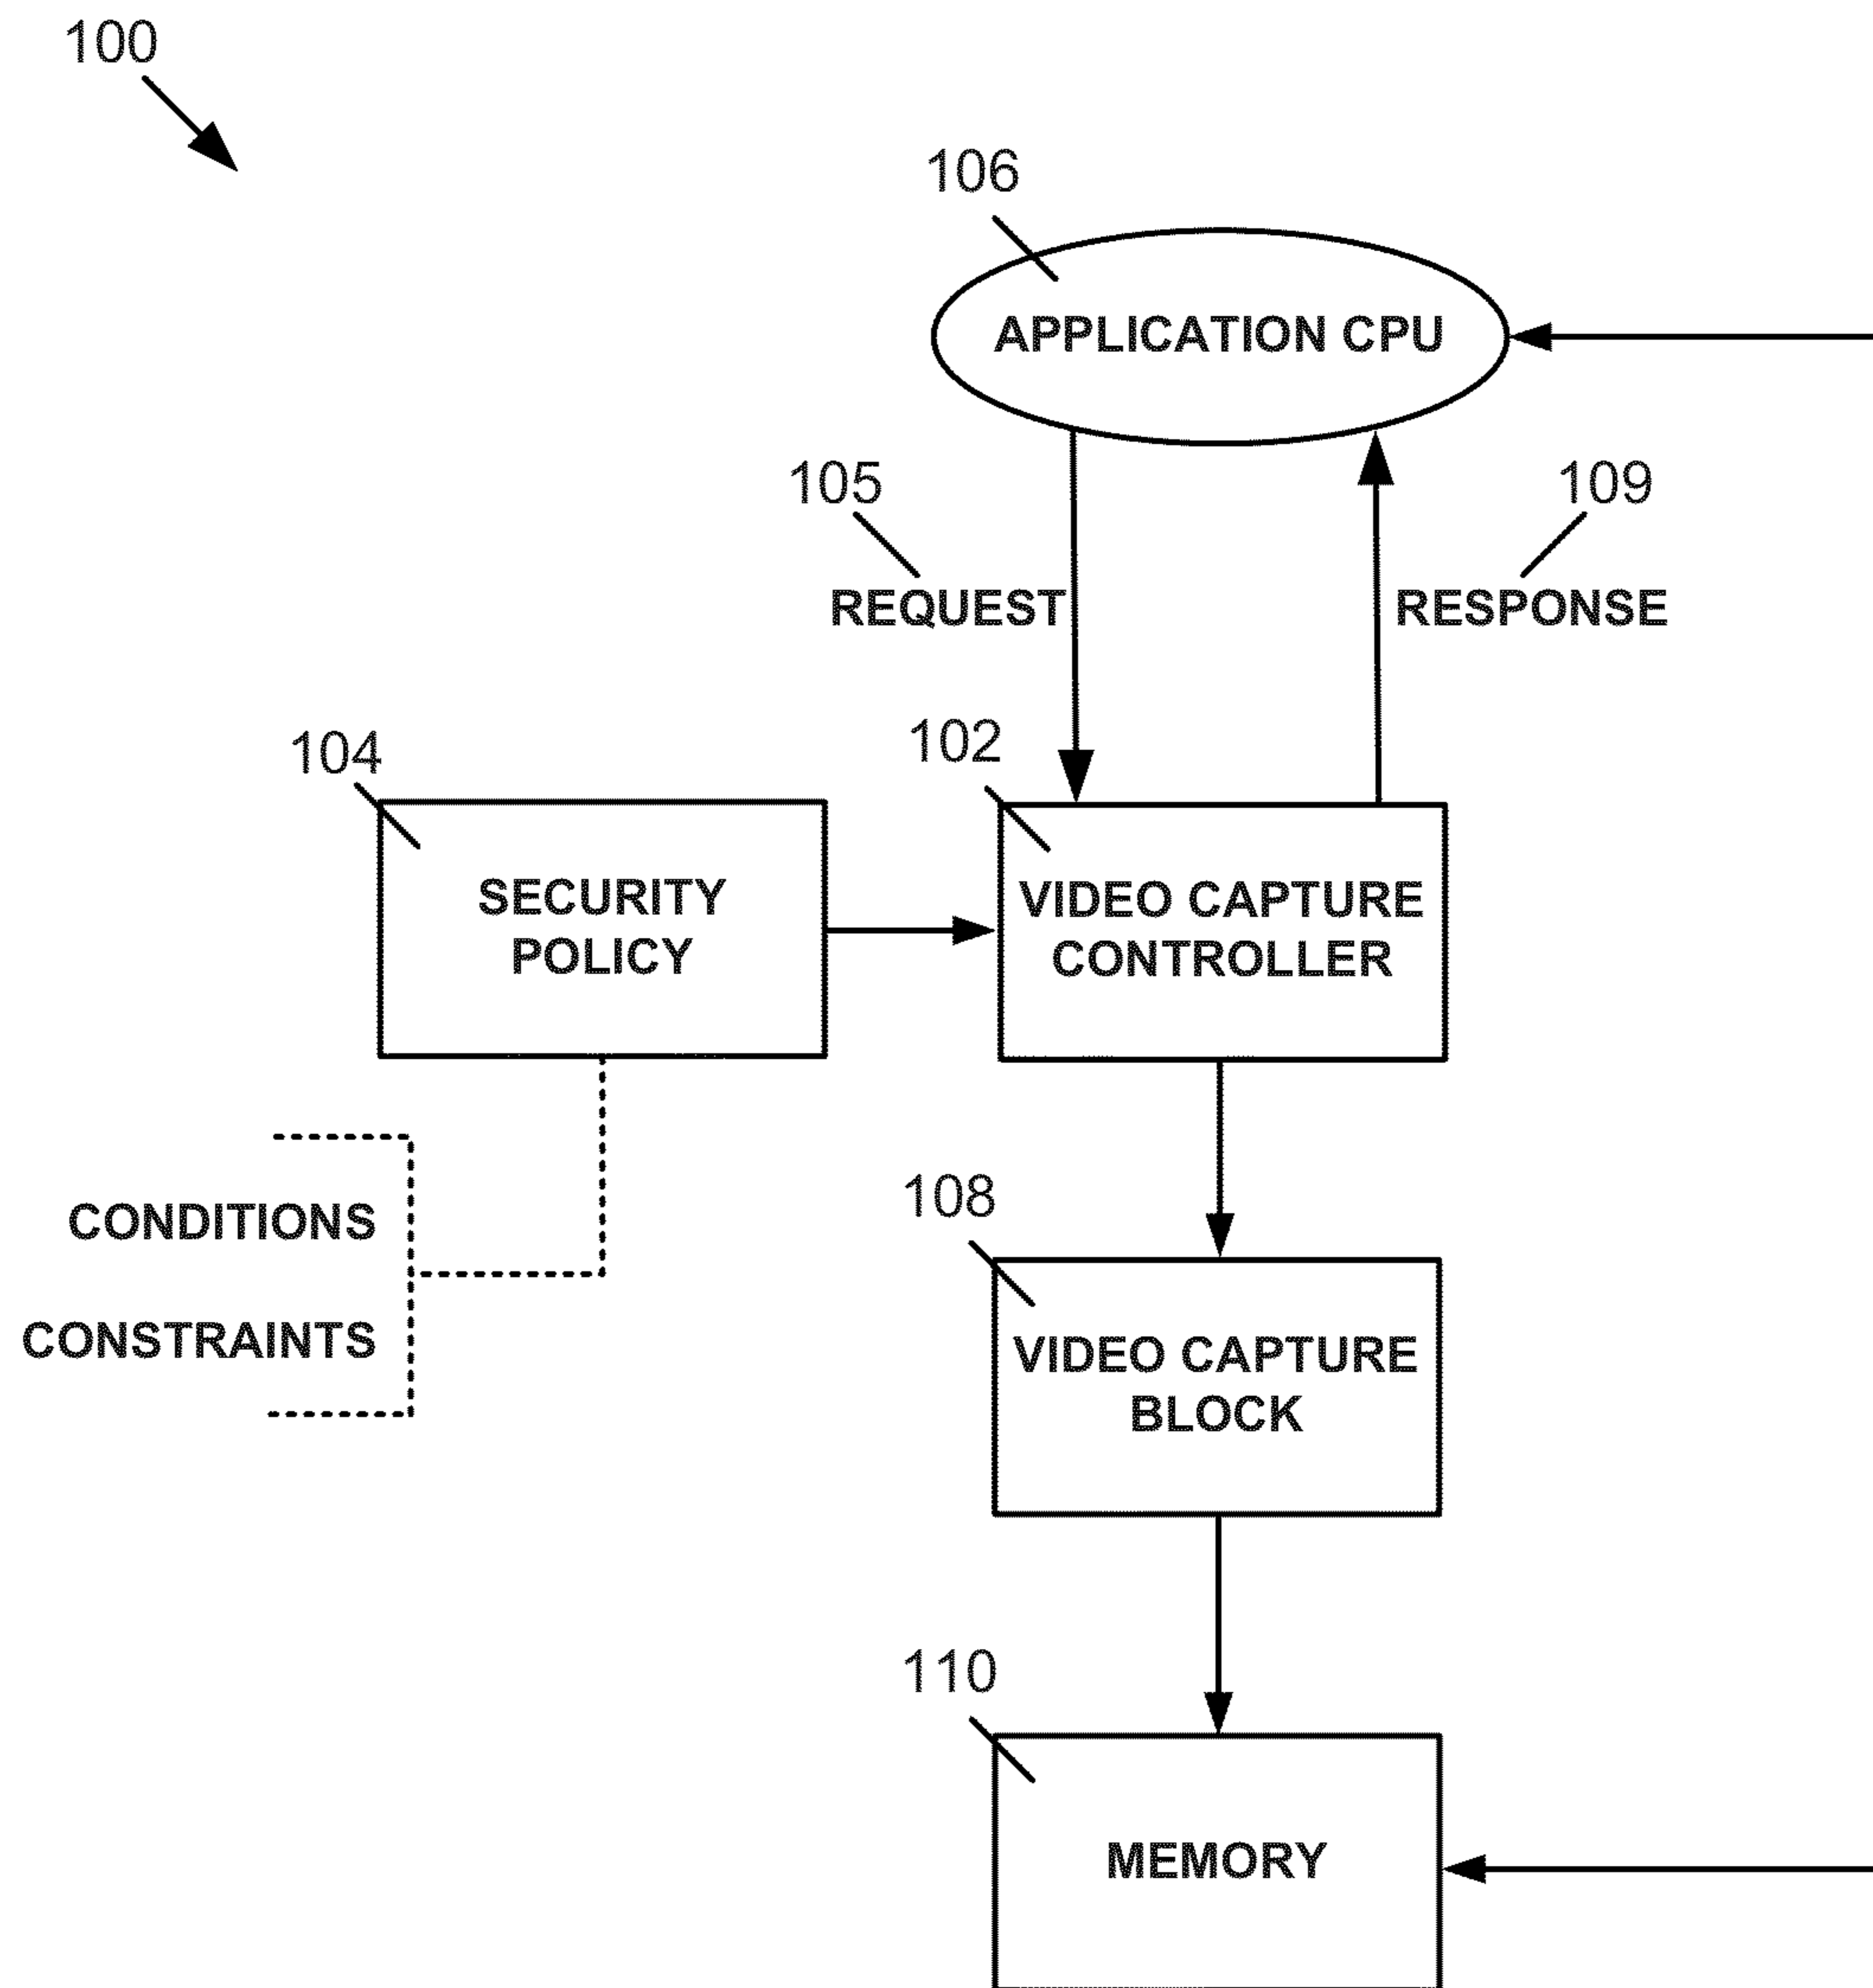 100
106
APPLICATION CPU
105
109
REQUEST
RESPONSE
104
102
SECURITY
POLICY
VIDEO CAPTURE
CONTROLLER
CONDITIONS
CONSTRAINTS
108
VIDEO CAPTURE
BLOCK
110
MEMORY